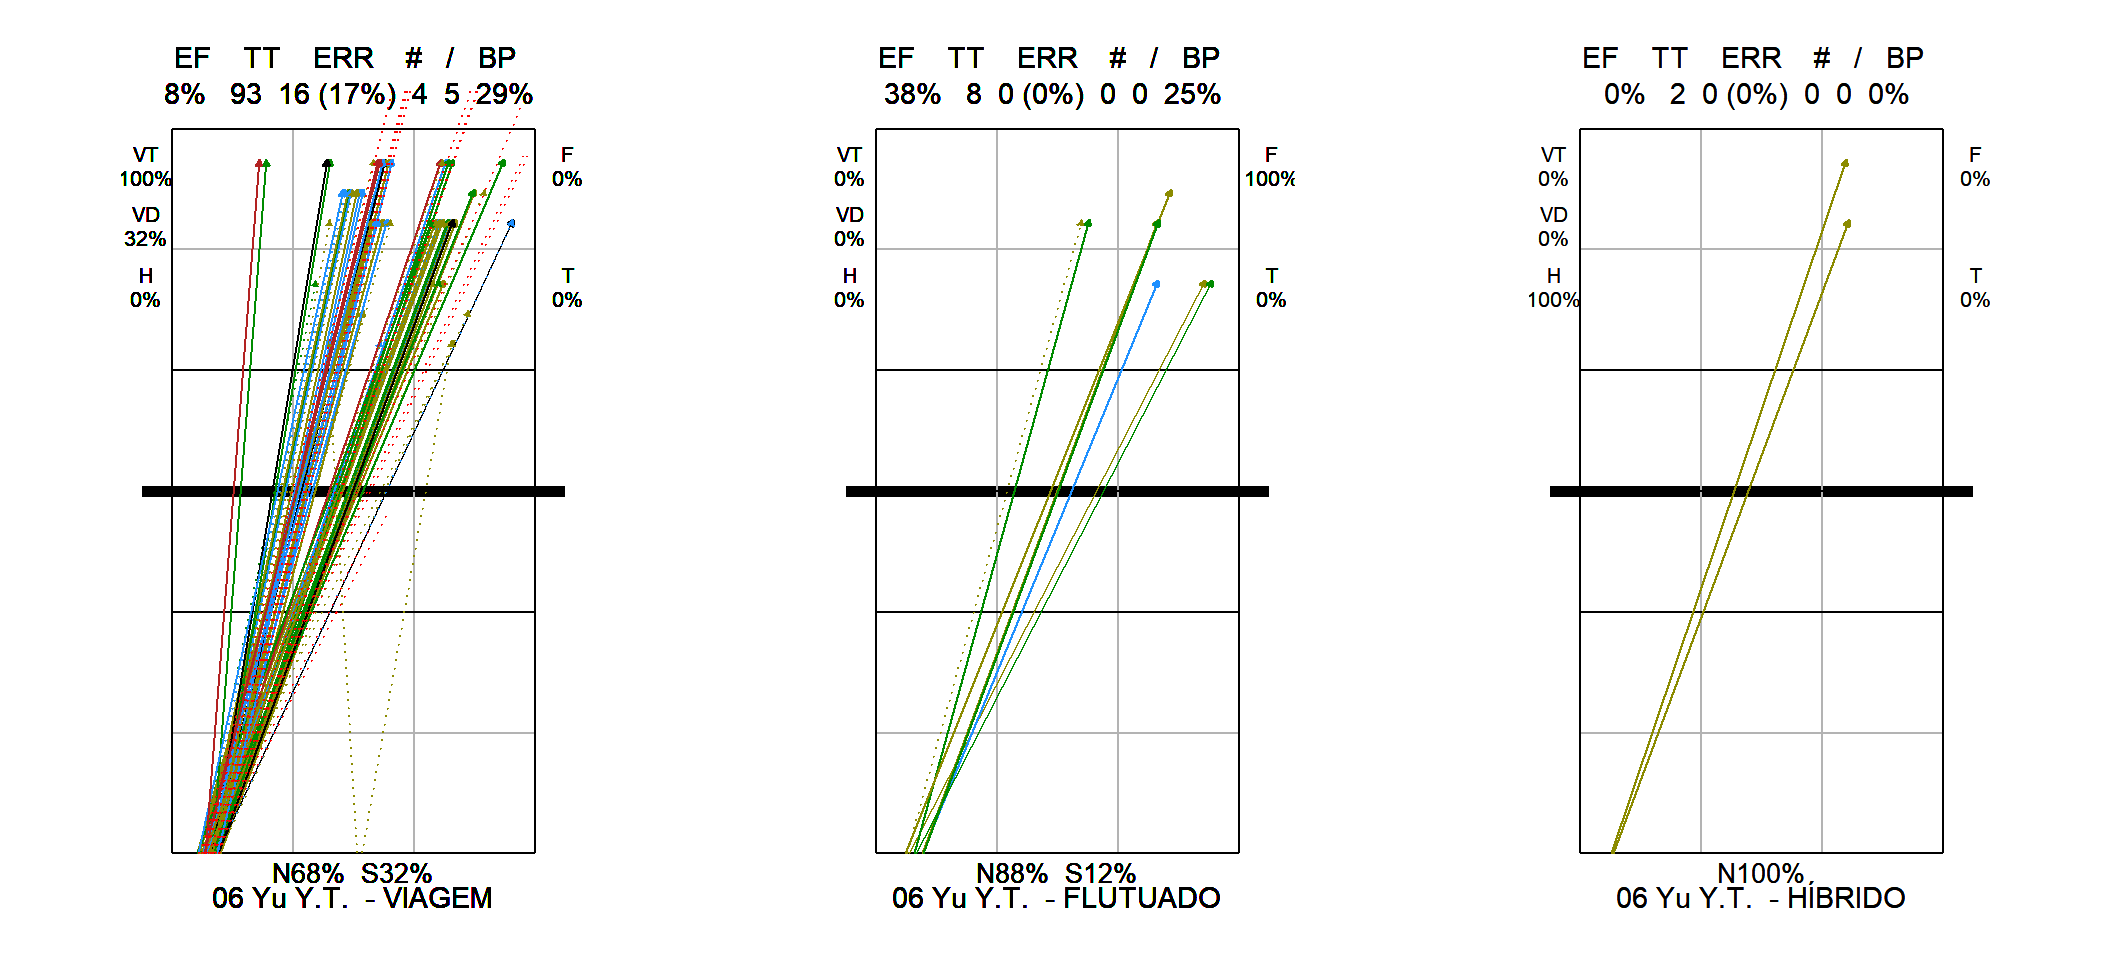 EF TT ERR # / BP
8% 93 16 (17%) 4 5 29%
VT
100%
VD
32%
H
0%
F
0%
T
0%
N68% S32%
06 Yu Y.T. - VIAGEM
EF TT ERR # / BP
38% 8 0 (0%) 0 0 25%
VT
0%
VD
0%
H
0%
F
100%
T
0%
N88% S12%
06 Yu Y.T. - FLUTUADO
EF TT ERR # / BP
0% 2 0 (0%) 0 0 0%
VT
0%
VD
0%
H
100%
F
0%
T
0%
N100%
06 Yu Y.T. - HÍBRIDO